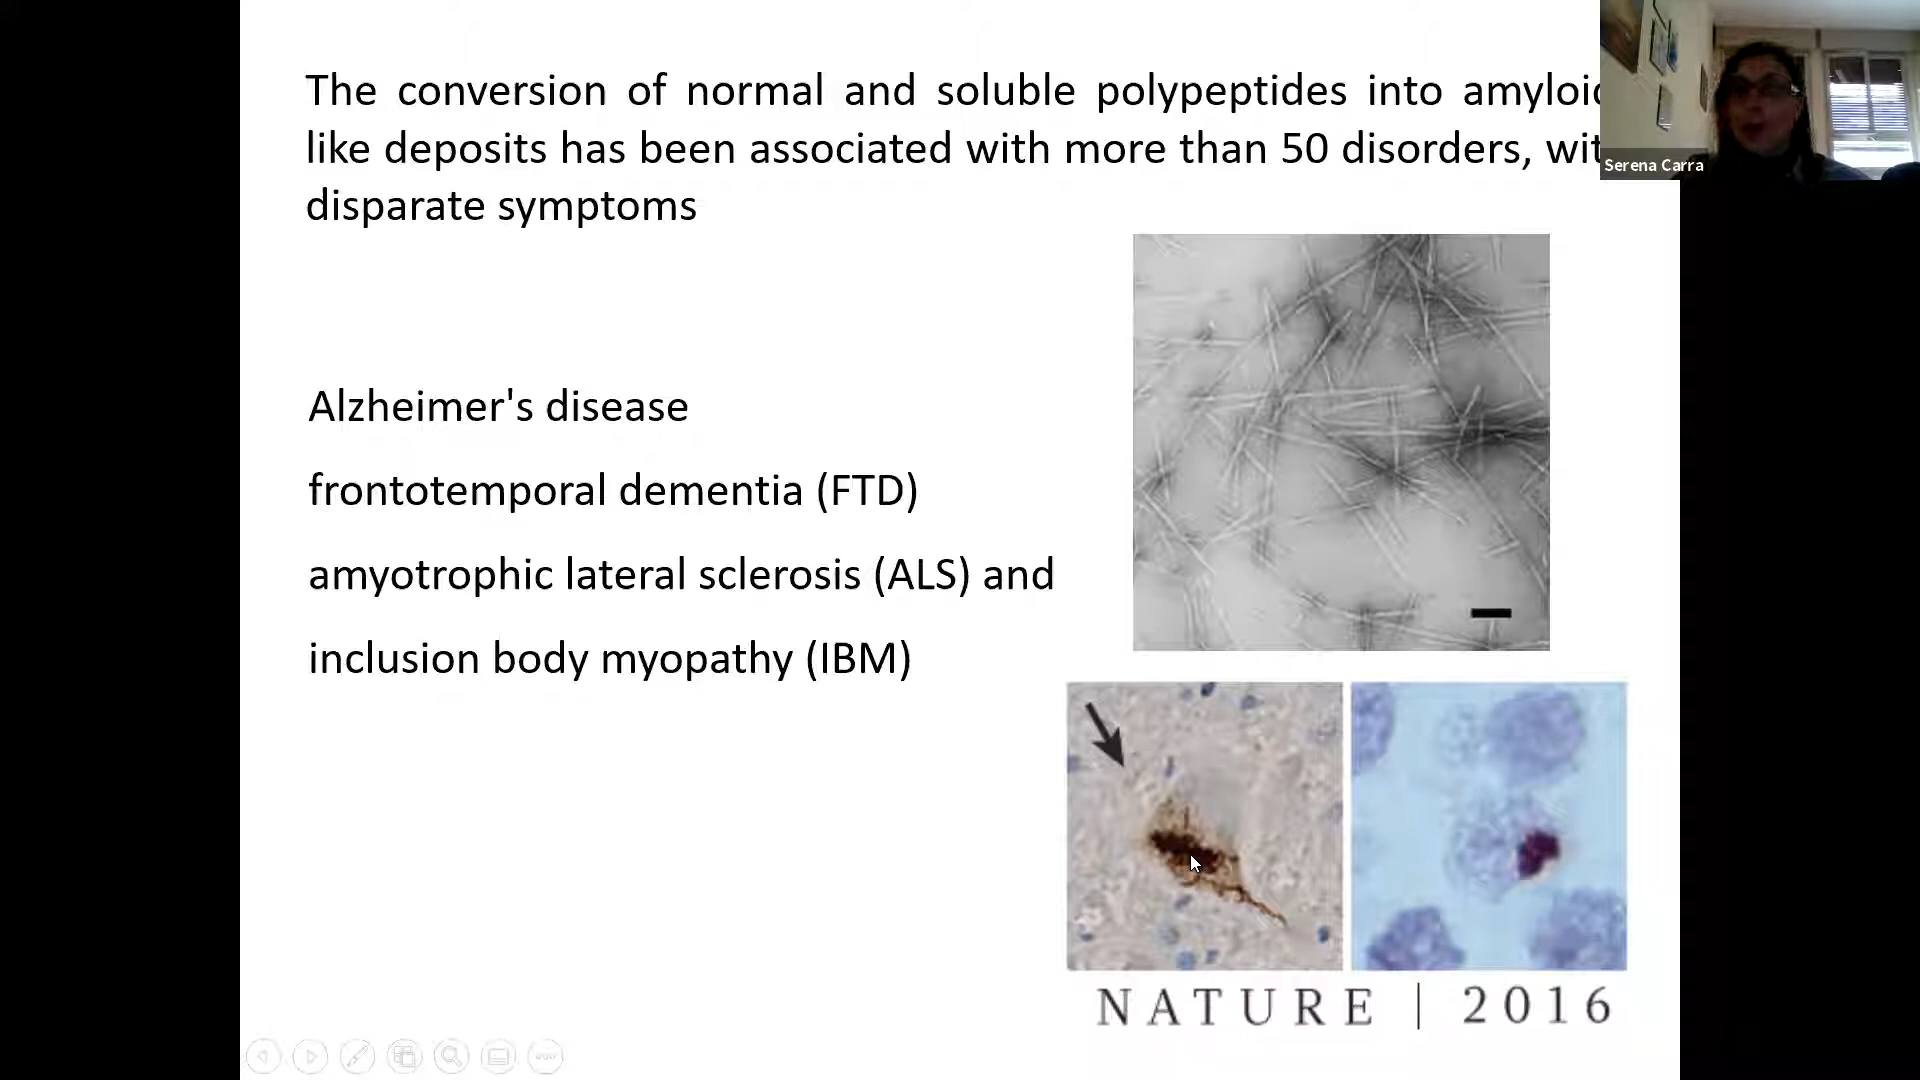 The conversion of normal and soluble polypeptides into amyloid
like deposits has been associated with more than 50 disorders, wit
disparate symptoms
Serena Carra
Alzheimer's disease
frontotemporal dementia (FTD)
amyotrophic lateral sclerosis (ALS) and
inclusion body myopathy (IBM)
NATURE | 2016